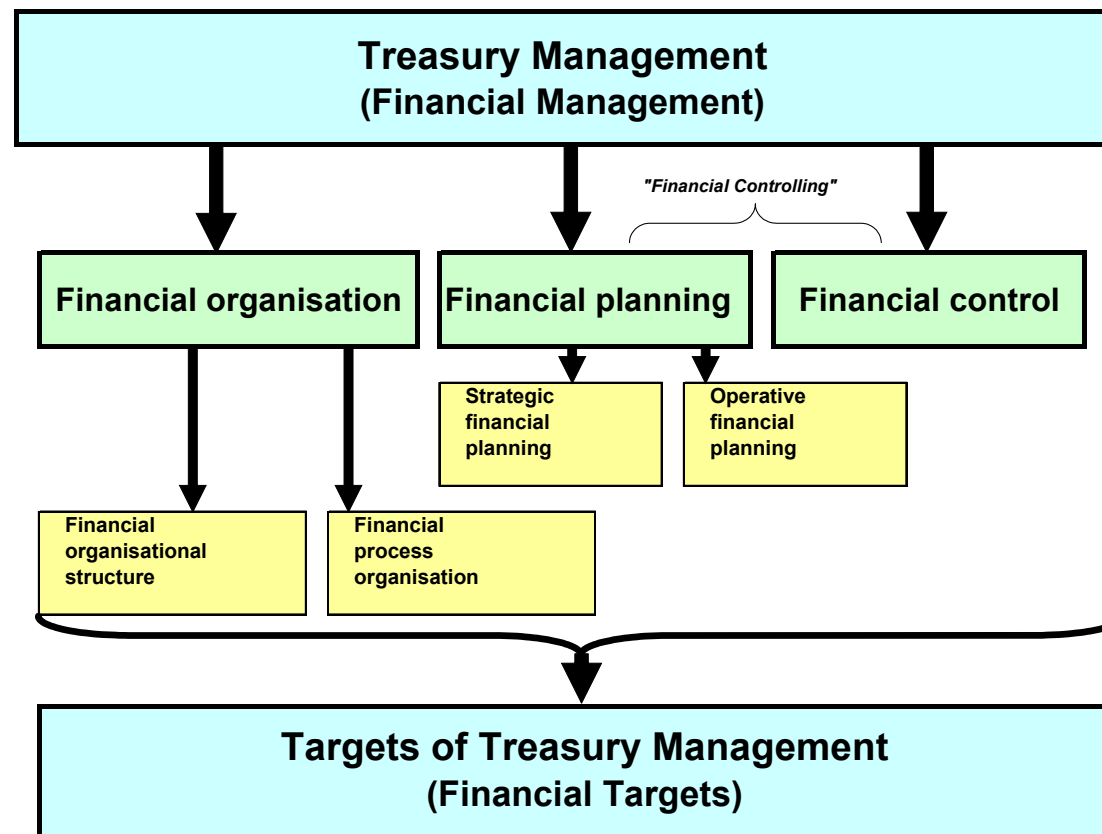 Treasury Management
(Financial Management)
"Financial Controlling"
Financial organisation
Financial planning
Financial control
Strategic
financial
planning
Operative
financial
planning
Financial
organisational
structure
Financial
process
organisation
Targets of Treasury Management
(Financial Targets)